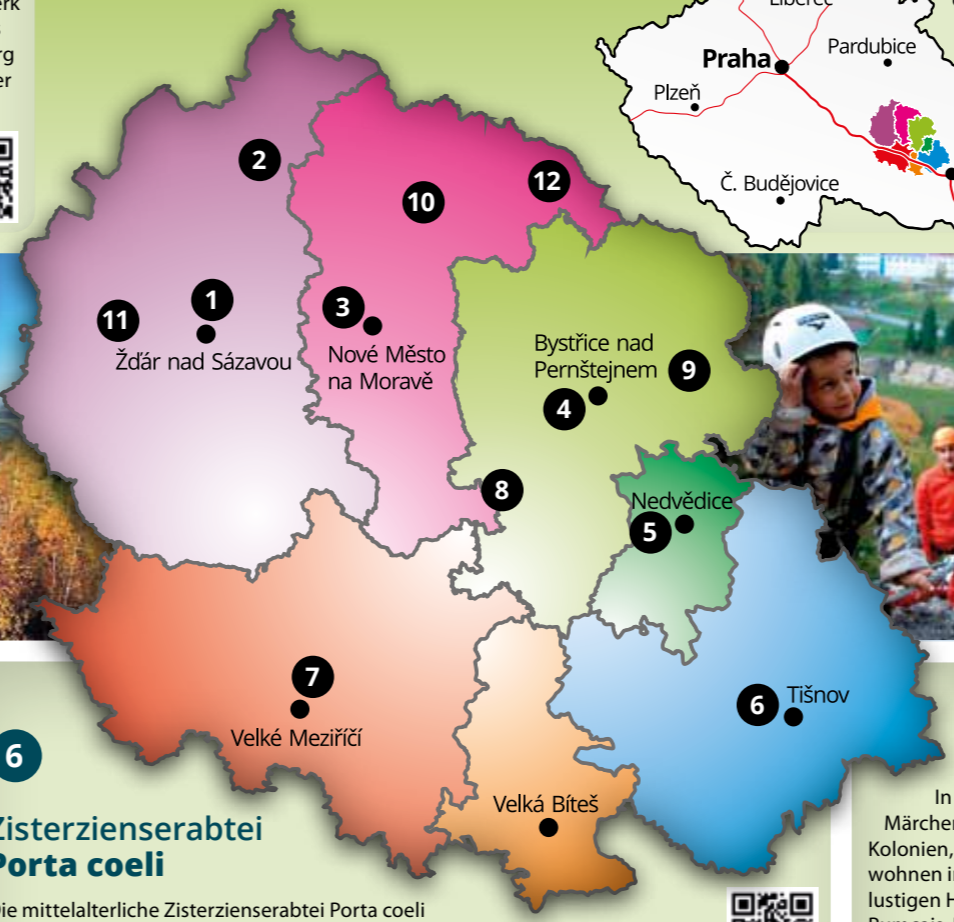 Praha
Pardubice
Plzeň
Č. Budějovice
2
12
10
1
11
3
Žďár nad Sázavou
Nové Město
na Moravě
Bystřice nad
Pernštejnem
9
4
8
Nedvědice
5
7
Velké Meziříčí
6
Tišnov
Velká Bíteš
6
Zisterzienserabtei
Porta coeli
Die mittelalterliche Zisterzienserabtei Porta coeli
In
Märchen
Kolonien,
wohnen in
lustigen H